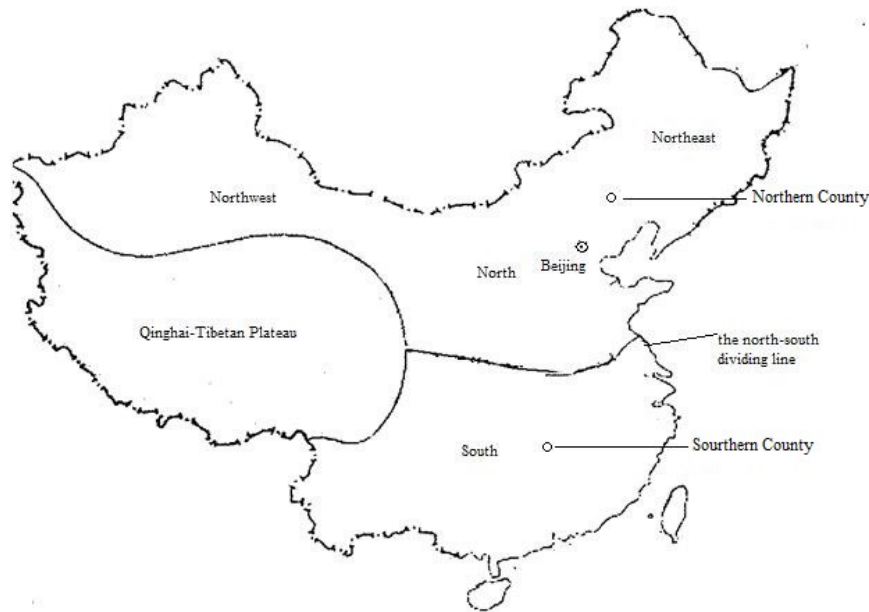 Northeast
Northwest
Northern County
North
Beijing
Qinghai-Tibetan Plateau
the north-south
dividing line
South
Sourthern County